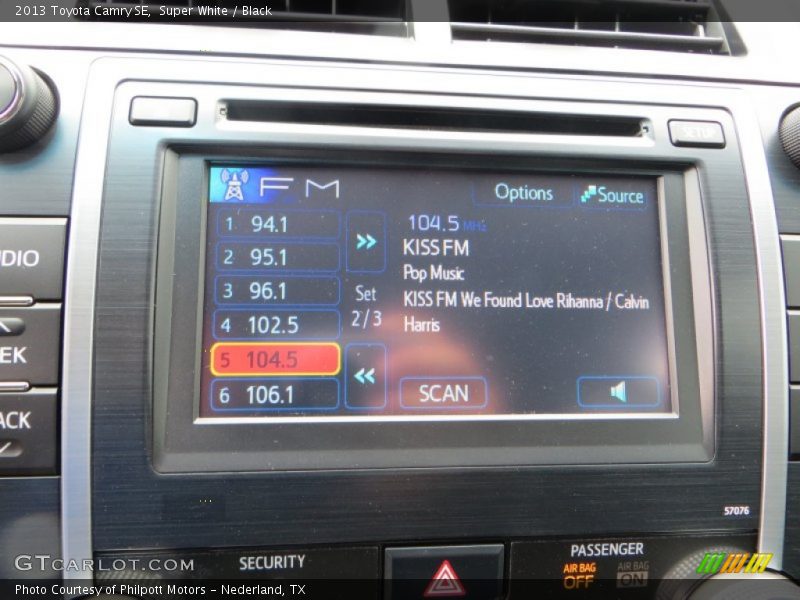 2013 Toyota Camry SE, Super White / Black
SETUP
FM
Options
Source
1 94.1
2 95.1
3 96.1
4 102.5
5 104.5
6 106.1
Set
2/3
104.5 MHz
KISS FM
Pop Music
KISS FM We Found Love Rihanna / Calvin
Harris
SCAN
UDIO
EK
ACK
57076
SECURITY
PASSENGER
AIR BAG
OFF
AIR BAG
ON
GTCARLOT.COM
Photo Courtesy of Philpott Motors – Nederland, TX